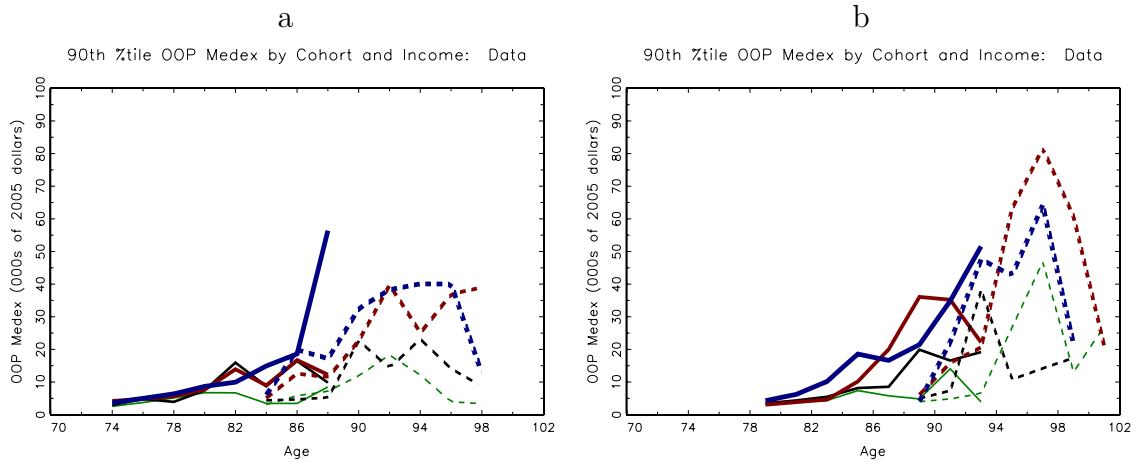 a
b
90th %tile OOP Medex by Cohort and Income: Data
90th %tile OOP Medex by Cohort and Income: Data
OOP Medex (000s of 2005 dollars)
0 10 20 30 40 50 60 70 80 90 100
70 74 78 82 86 90 94 98 102
Age
OOP Medex (000s of 2005 dollars)
0 10 20 30 40 50 60 70 80 90 100
70 74 78 82 86 90 94 98 102
Age